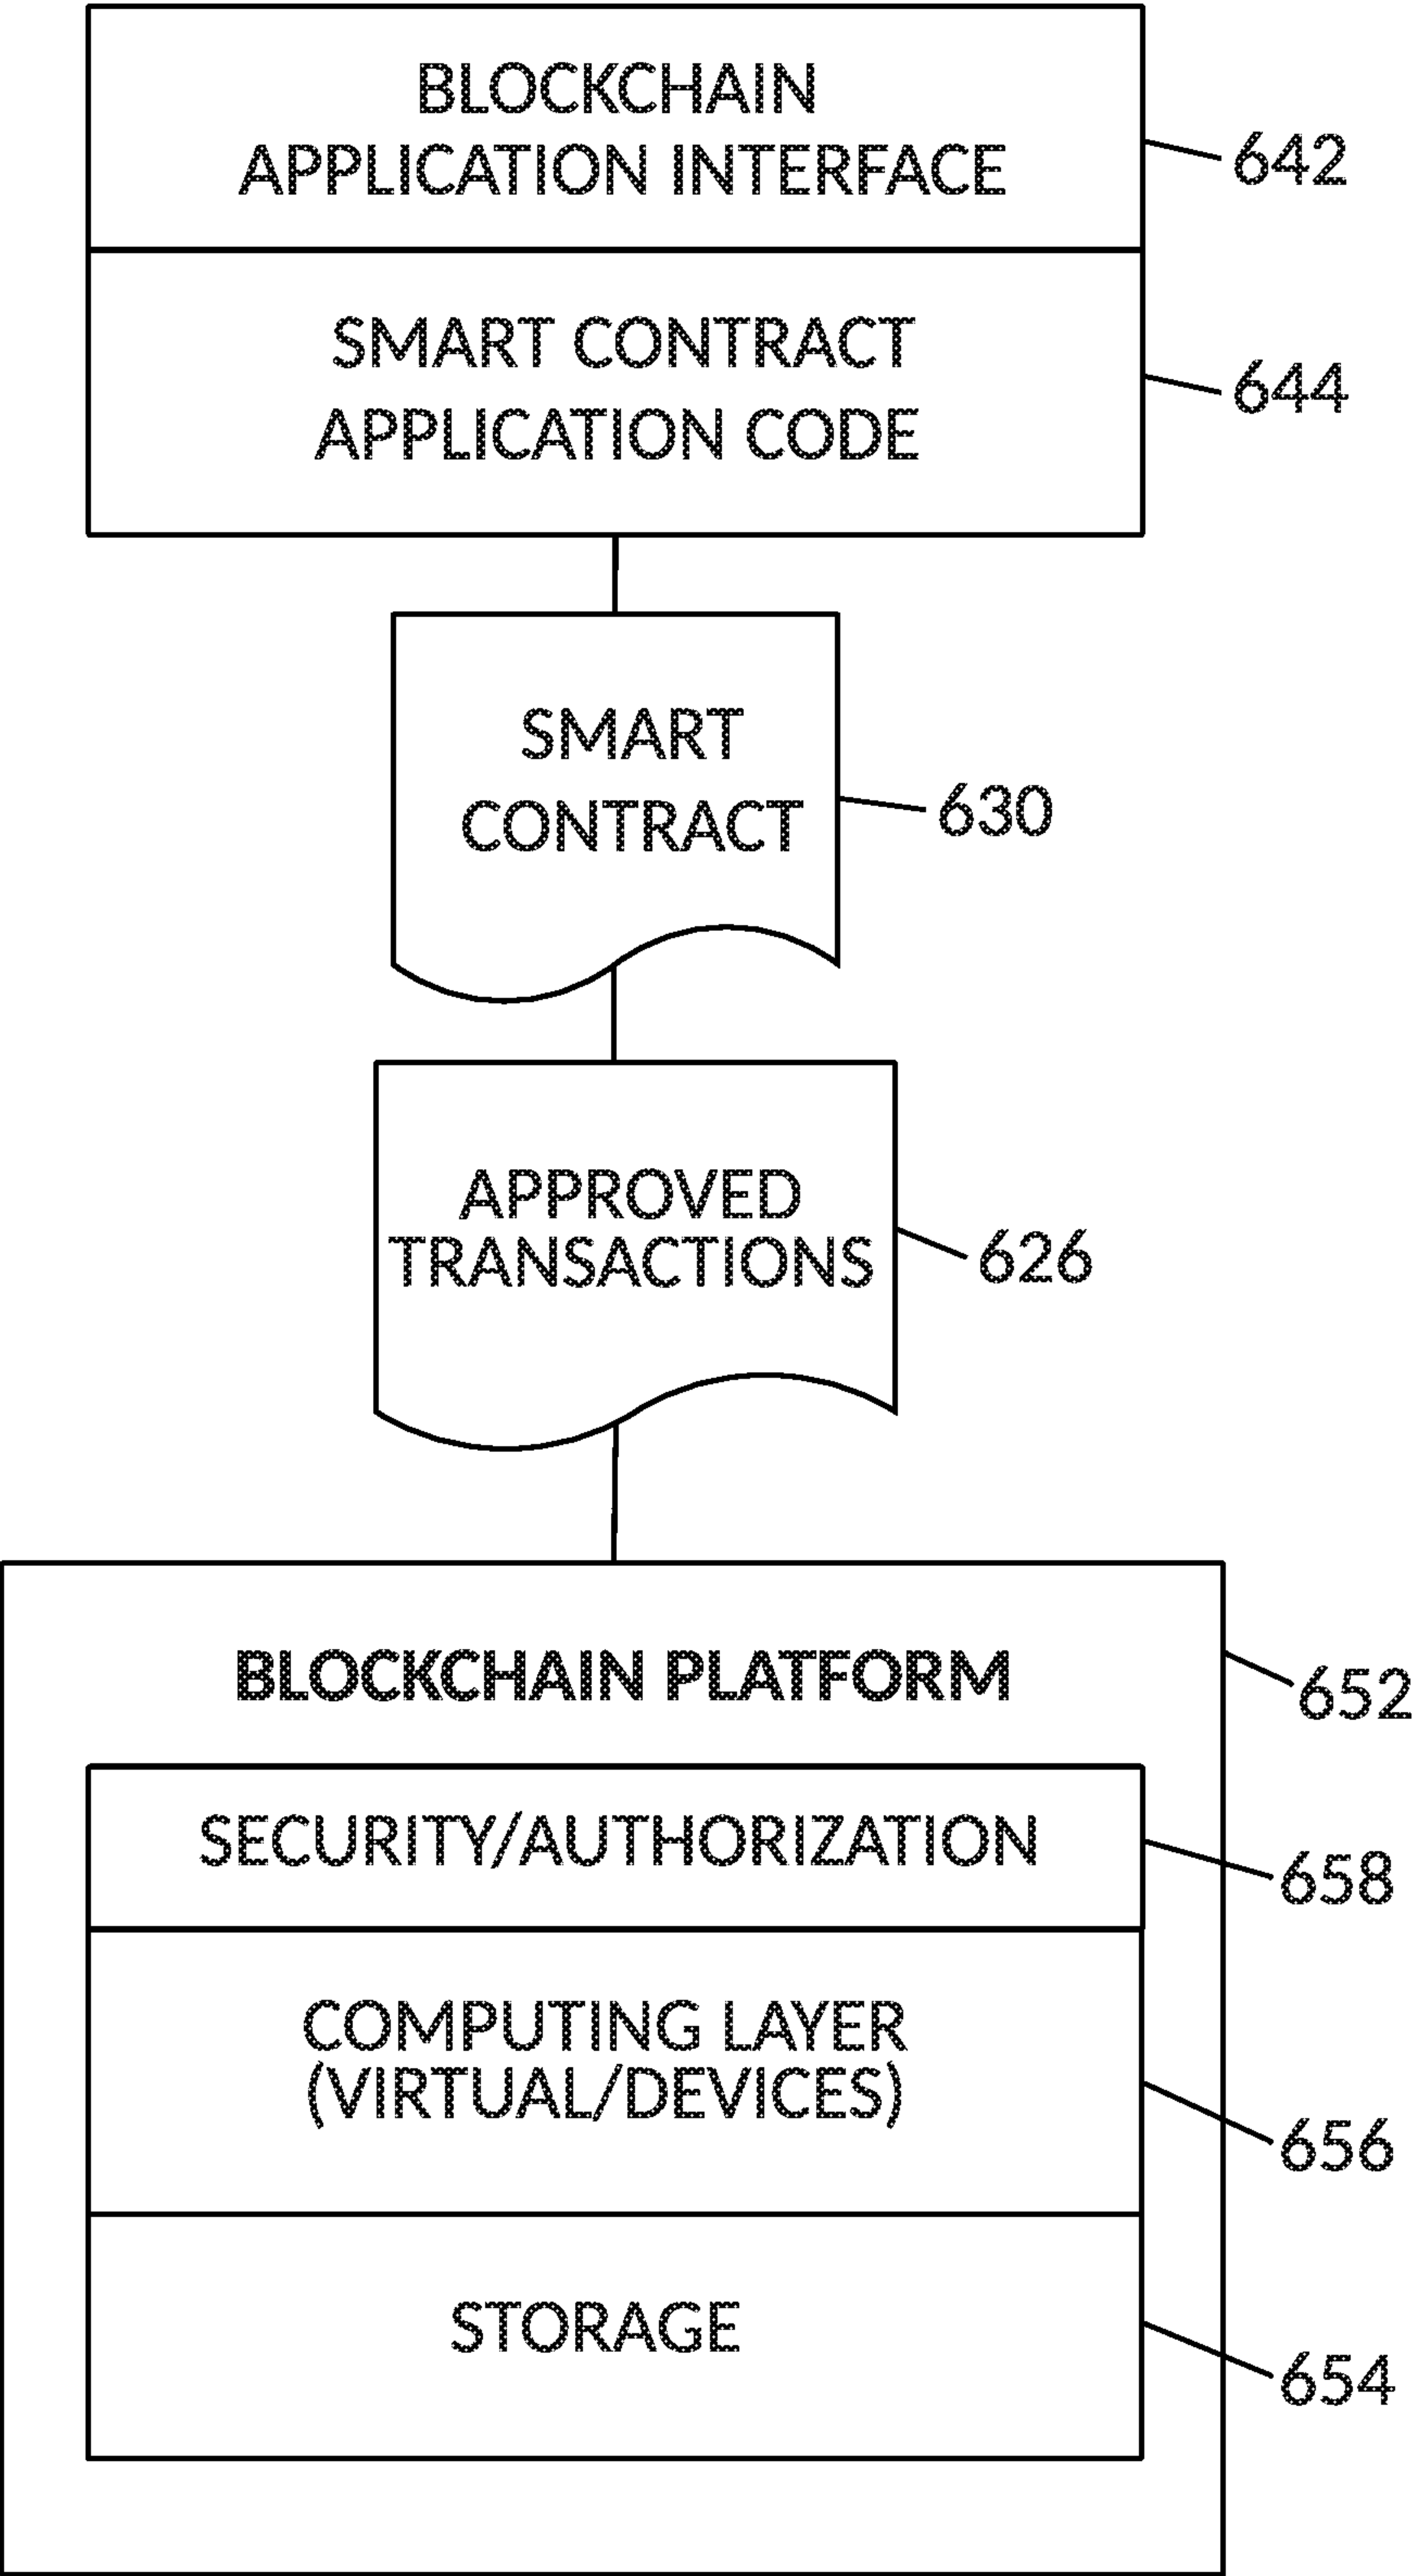 BLOCKCHAIN
APPLICATION INTERFACE
642
SMART CONTRACT
APPLICATION CODE
644
SMART
CONTRACT
630
APPROVED
TRANSACTIONS
626
BLOCKCHAIN PLATFORM
652
SECURITY/AUTHORIZATION
658
COMPUTING LAYER
(VIRTUAL/DEVICES)
656
STORAGE
654